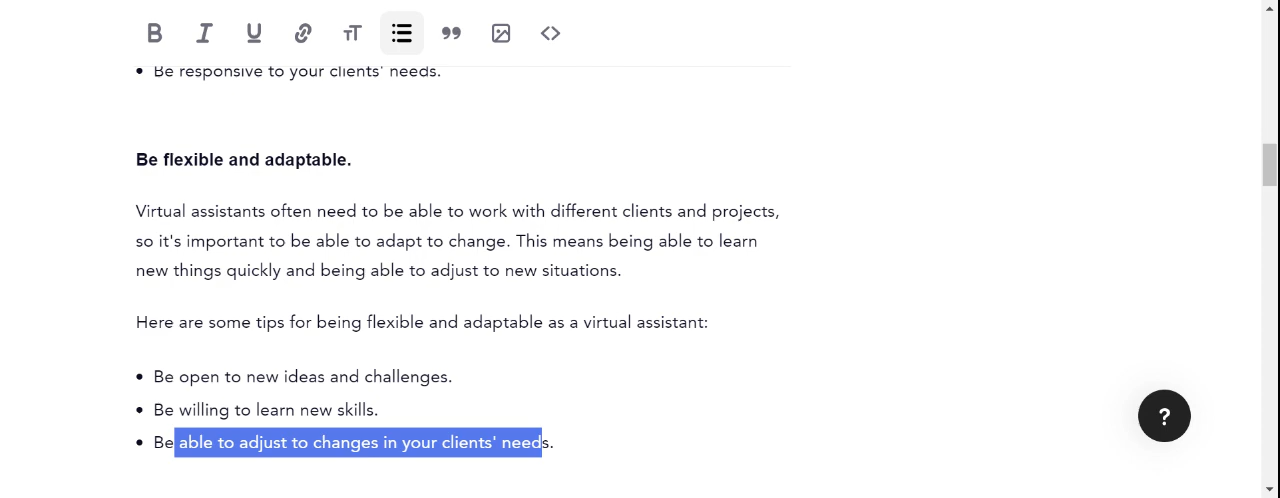 B I U TT
• Be responsive to your clients' needs.
Be flexible and adaptable.
Virtual assistants often need to be able to work with different clients and projects,
so it's important to be able to adapt to change. This means being able to learn
new things quickly and being able to adjust to new situations.
Here are some tips for being flexible and adaptable as a virtual assistant:
• Be open to new ideas and challenges.
• Be willing to learn new skills.
• Be able to adjust to changes in your clients' needs.
?